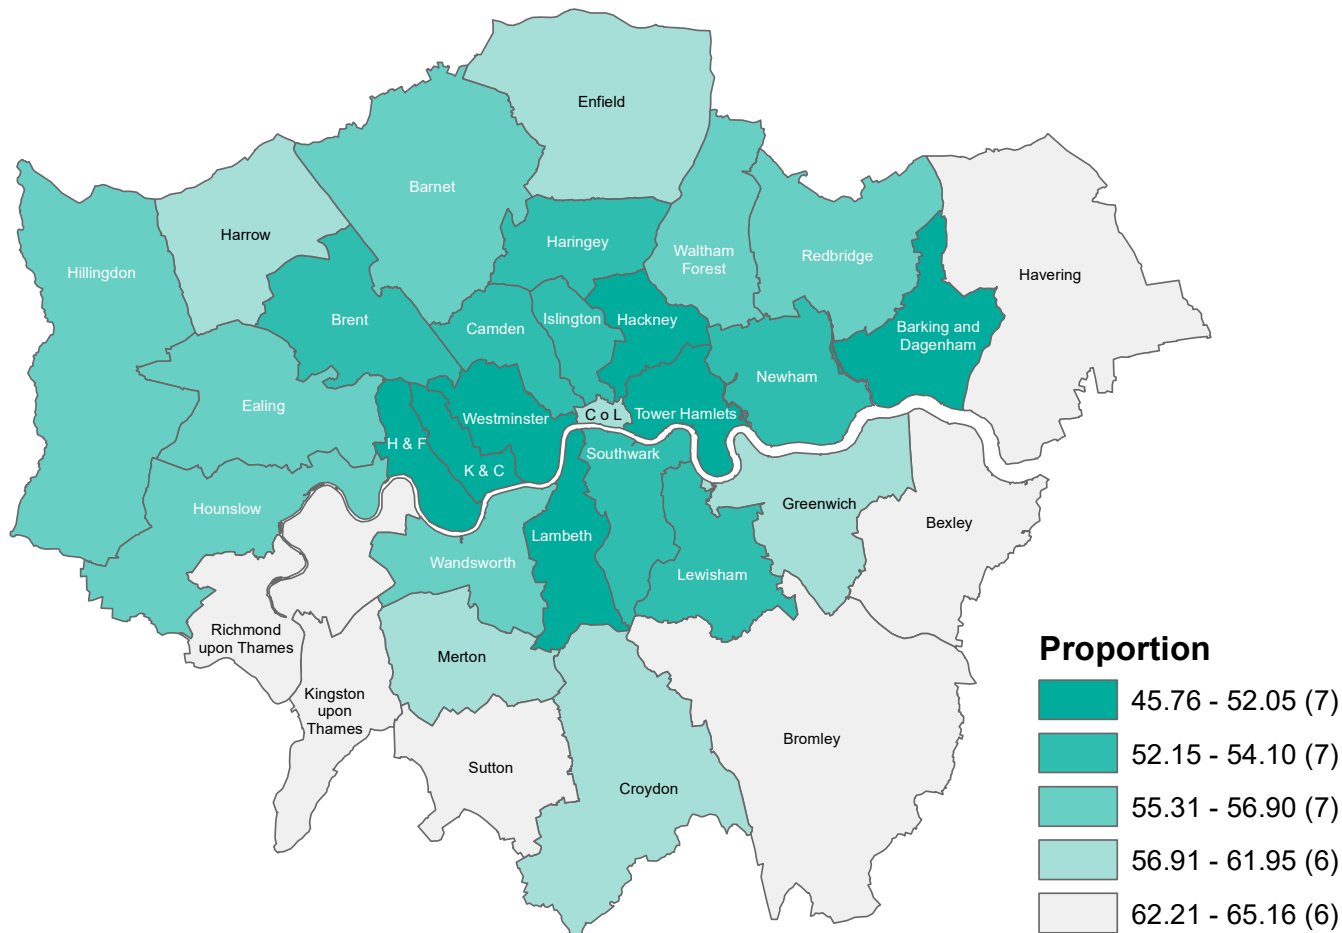 Enfield
Barnet
Harrow
Haringey
Waltham
Forest
Redbridge
Hillingdon
Havering
Brent
Camden
Islington
Hackney
Barking and
Dagenham
Newham
Ealing
Westminster
C o L
Tower Hamlets
H & F
K & C
Southwark
Hounslow
Greenwich
Bexley
Lambeth
Wandsworth
Lewisham
Richmond
upon Thames
Merton
Kingston
upon
Thames
Sutton
Croydon
Bromley
Proportion
45.76 - 52.05 (7)
52.15 - 54.10 (7)
55.31 - 56.90 (7)
56.91 - 61.95 (6)
62.21 - 65.16 (6)